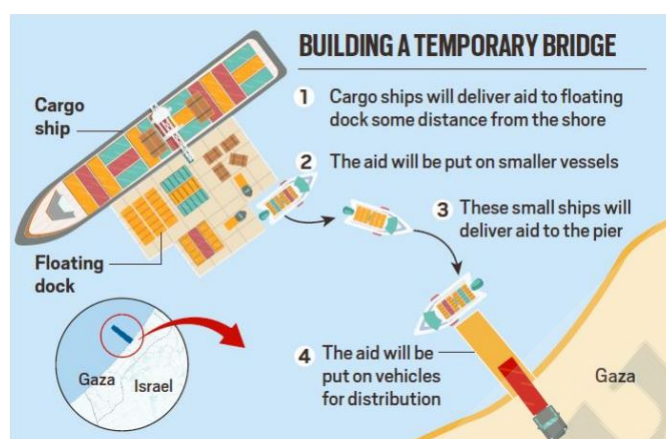 BUILDING A TEMPORARY BRIDGE
Cargo
ship
1 Cargo ships will deliver aid to floating
dock some distance from the shore
2 The aid will be put on smaller vessels
3 These small ships will
deliver aid to the pier
Floating
dock
4 The aid will be
put on vehicles
for distribution
Gaza
Gaza
Israel